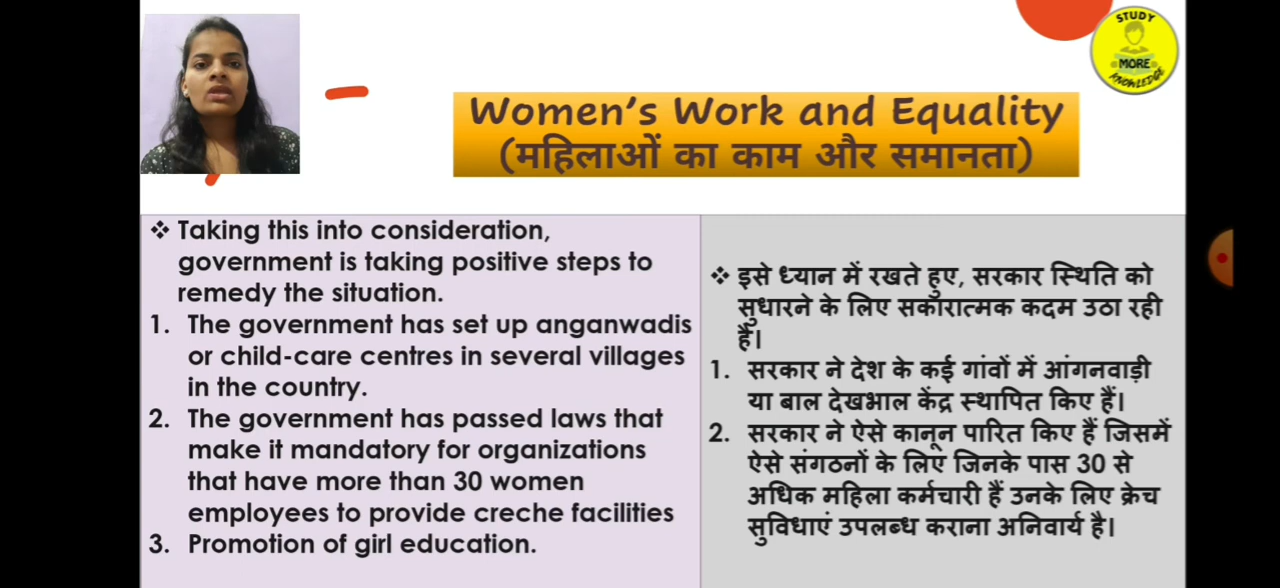 STUDY
MORE
KNOWLEDGE
Women's Work and Equality
(महिलाओं का काम और समानता)
❖ Taking this into consideration,
government is taking positive steps to
remedy the situation.
1. The government has set up anganwadis
or child-care centres in several villages
in the country.
2. The government has passed laws that
make it mandatory for organizations
that have more than 30 women
employees to provide creche facilities
3. Promotion of girl education.
❖ इसे ध्यान में रखते हुए, सरकार स्थिति को
सुधारने के लिए सकारात्मक कदम उठा रही
है।
1. सरकार ने देश के कई गांवों में आंगनवाड़ी
या बाल देखभाल केंद्र स्थापित किए हैं।
2. सरकार ने ऐसे कानून पारित किए हैं जिसमें
ऐसे संगठनों के लिए जिनके पास 30 से
अधिक महिला कर्मचारी हैं उनके लिए क्रेच
सुविधाएं उपलब्ध कराना अनिवार्य है।